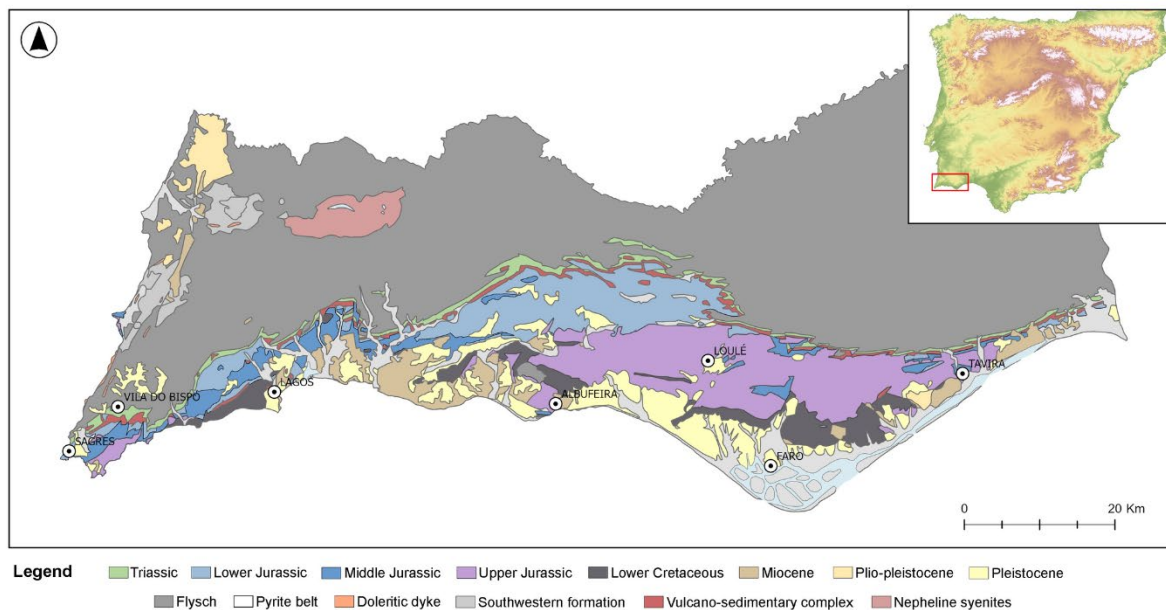 LOULÉ
TAVIRA
LAGOS
ALBUFEIRA
VILA DO BISPO
SAGRES
FARO
0 20 Km
Legend Triassic Lower Jurassic Middle Jurassic Upper Jurassic Lower Cretaceous Miocene Plio-pleistocene Pleistocene
Flysch Pyrite belt Doleritic dyke Southwestern formation Vulcano-sedimentary complex Nepheline syenites